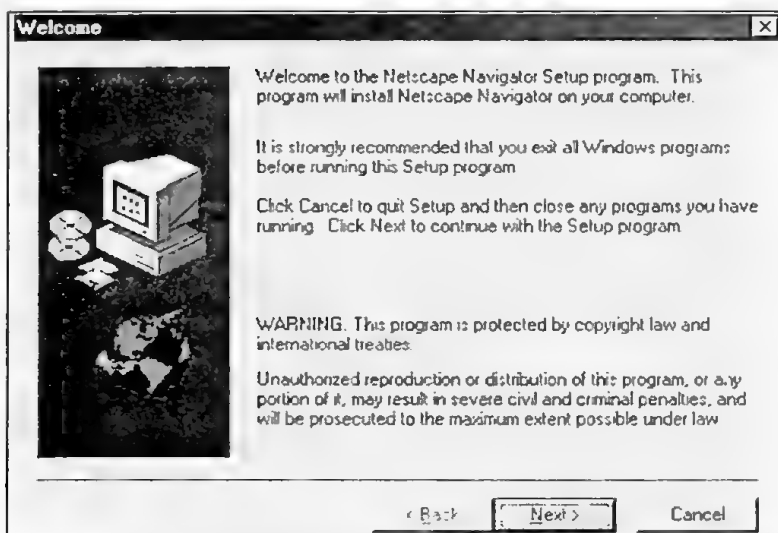 Welcome
Welcome to the Netscape Navigator Setup program. This
program will install Netscape Navigator on your computer.
It is strongly recommended that you exit all Windows programs
before running this Setup program
Click Cancel to quit Setup and then close any programs you have
running. Click Next to continue with the Setup program
WARNING. This program is protected by copyright law and
international treaties.
Unauthorized reproduction or distribution of this program, or any
portion of it, may result in severe civil and criminal penalties, and
will be prosecuted to the maximum extent possible under law
< Back
Next >
Cancel